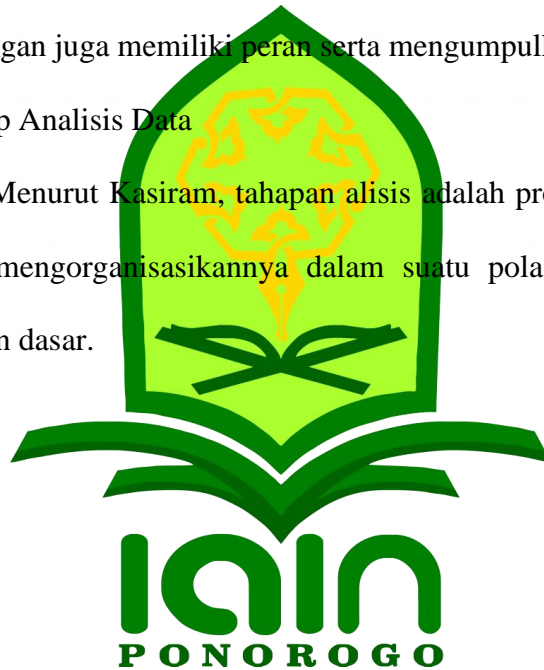 gan juga memiliki peran serta mengumpul
p Analisis Data
Menurut Kasiram, tahapan alisis adalah pr
mengorganisasikannya dalam suatu pola
n dasar.
IAIN
PONOROGO